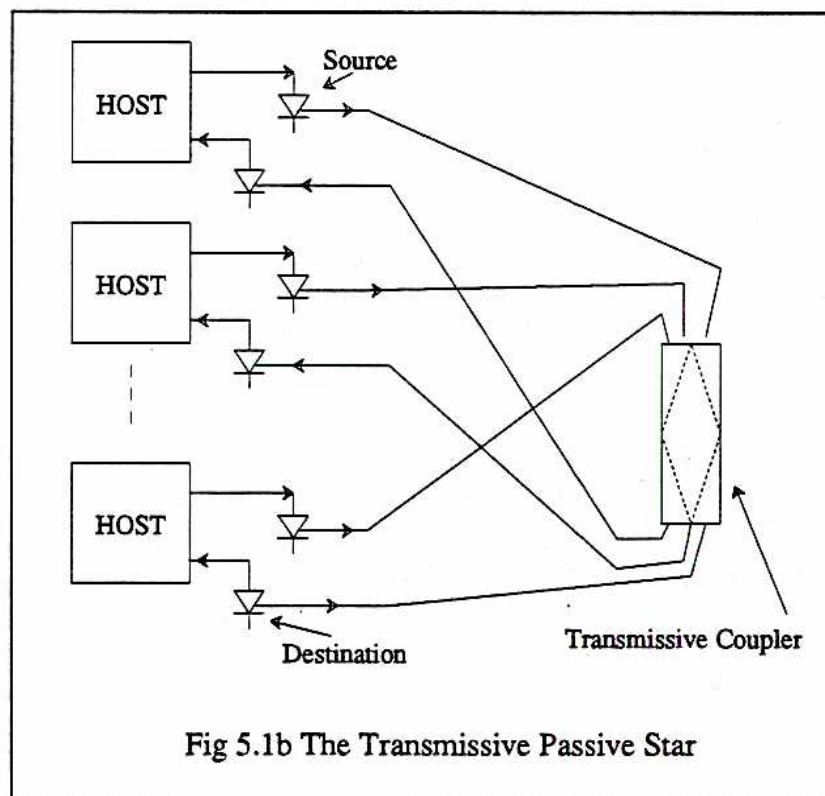 Source
HOST
HOST
HOST
Destination
Transmissive Coupler
Fig 5.1b The Transmissive Passive Star